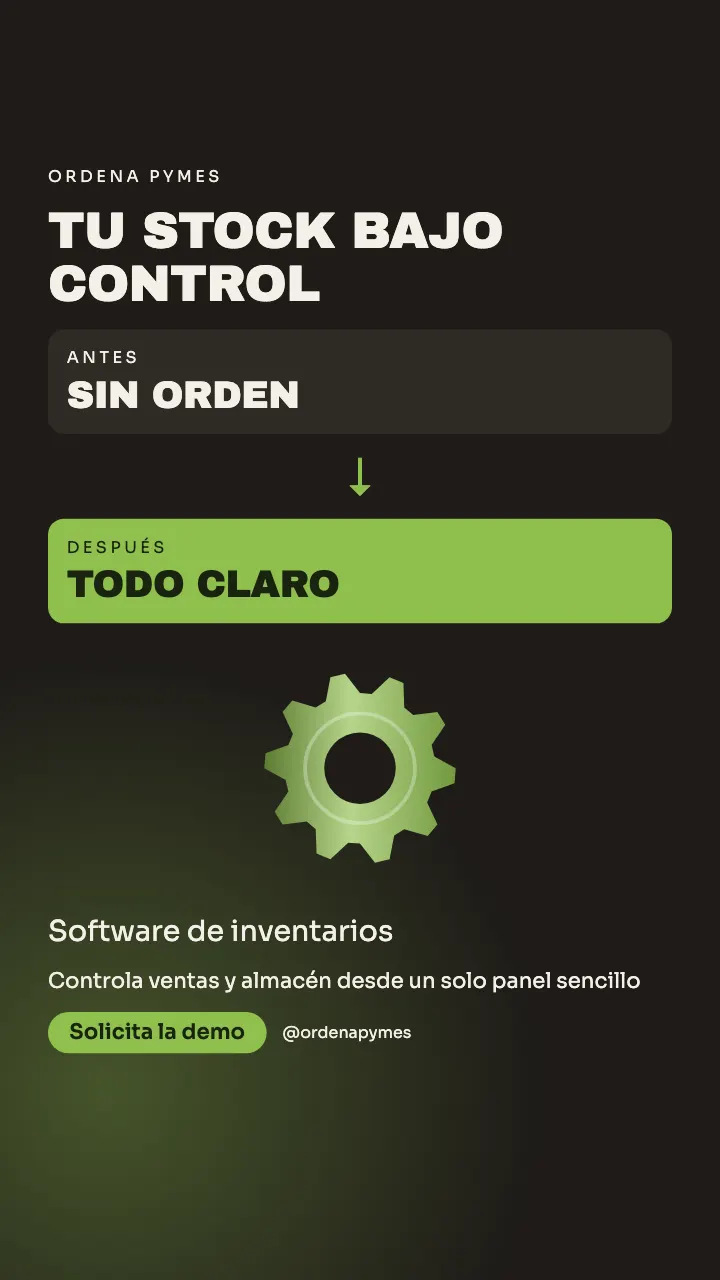 ORDENA PYMES
TU STOCK BAJO
CONTROL
ANTES
SIN ORDEN
DESPUÉS
TODO CLARO
Software de inventarios
Controla ventas y almacén desde un solo panel sencillo
Solicita la demo
@ordenapymes